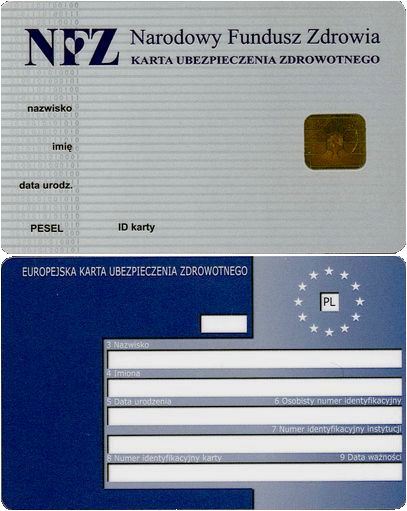 NFZ Narodowy Fundusz Zdrowia
KARTA UBEZPIECZENIA ZDROWOTNEGO
nazwisko
imię
data urodz.
PESEL ID karty
EUROPEJSKA KARTA UBEZPIECZENIA ZDROWOTNEGO
PL
3 Nazwisko
4 Imiona
5 Data urodzenia 6 Osobisty numer identyfikacyjny
7 Numer identyfikacyjny instytucji
8 Numer identyfikacyjny karty 9 Data ważności